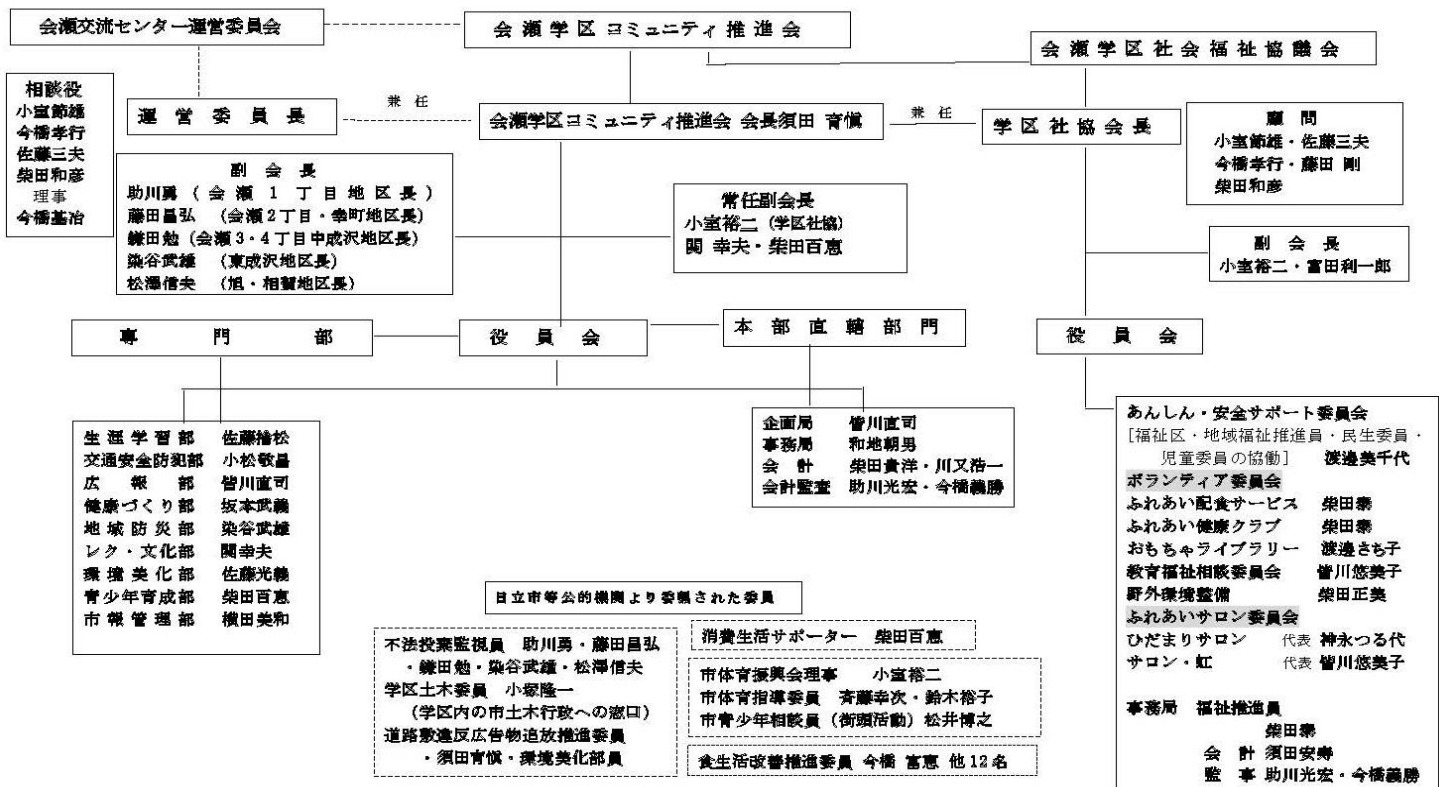 会瀬交流センター運営委員会
会瀬学区コミュニティ推進会
会瀬学区社会福祉協議会
相談役
小室節雄
今橋孝行
佐藤三夫
柴田和彦
理事
今橋基治
運営委員長
兼任
会瀬学区コミュニティ推進会 会長須田 育慎
兼任
学区社協会長
顧問
小室節雄・佐藤三夫
今橋孝行・藤田 剛
柴田和彦
副会長
助川勇(会瀬1丁目地区長)
藤田昌弘 (会瀬2丁目・幸町地区長)
鎌田勉(会瀬3・4丁目中成沢地区長)
染谷武雄 (東成沢地区長)
松澤信夫 (旭・相賀地区長)
常任副会長
小室裕二(学区社協)
関 幸夫・柴田百恵
副会長
小室裕二・富田利一郎
専門部
役員会
本部直轄部門
役員会
生涯学習部 佐藤捨松
交通安全防犯部 小松敏昌
広報部 皆川直司
健康づくり部 坂本武義
地域防災部 染谷武雄
レク・文化部 関幸夫
環境美化部 佐藤光義
青少年育成部 柴田百恵
市報管理部 横田美和
企画局 皆川直司
事務局 和地朝男
会計 柴田貴洋・川又浩一
会計監査 助川光宏・今橋義勝
あんしん・安全サポート委員会
[福祉区・地域福祉推進員・民生委員・
児童委員の協働] 渡邊美千代
ボランティア委員会
ふれあい配食サービス 柴田泰
ふれあい健康クラブ 柴田泰
おもちゃライブラリー 渡邊さち子
教育福祉相談委員会 皆川悠美子
野外環境整備 柴田正美
ふれあいサロン委員会
ひだまりサロン 代表 神永つる代
サロン・虹 代表 皆川悠美子
事務局 福祉推進員
柴田泰
会計 須田安寿
監事 助川光宏・今橋義勝
日立市等公的機関より委嘱された委員
不法投棄監視員 助川勇・藤田昌弘
・鎌田勉・染谷武雄・松澤信夫
学区土木委員 小塚隆一
(学区内の市土木行政への窓口)
道路敷違反広告物追放推進委員
・須田育慎・環境美化部員
消費生活サポーター 柴田百恵
市体育振興会理事 小室裕二
市体育指導委員 斉藤幸次・鈴木裕子
市青少年相談員(街頭活動)松井博之
食生活改善推進委員 今橋 富恵 他12名